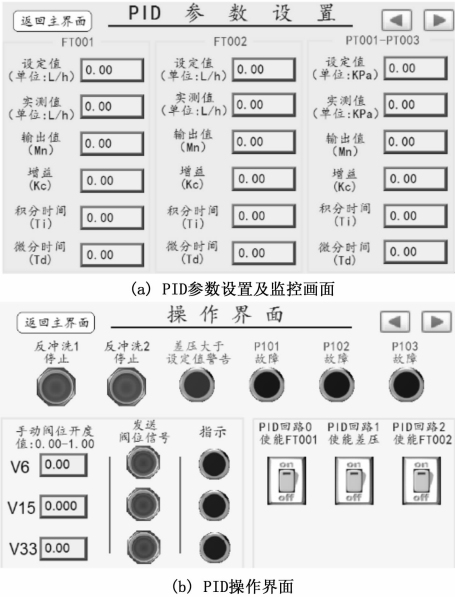 返回主界面
PID 参 数 设 置
FT001 FT002 PT001-PT003
设定值 设定值 设定值
(单位:L/h) 0.00 (单位:L/h) 0.00 (单位:KPa) 0.00
实测值 实测值 实测值
(单位:L/h) 0.00 (单位:L/h) 0.00 (单位:KPa) 0.00
输出值 输出值 输出值
(Mn) 0.00 (Mn) 0.00 (Mn) 0.00
增益 增益 增益
(Kc) 0.00 (Kc) 0.00 (Kc) 0.00
积分时间 积分时间 积分时间
(Ti) 0.00 (Ti) 0.00 (Ti) 0.00
微分时间 微分时间 微分时间
(Td) 0.00 (Td) 0.00 (Td) 0.00
(a) PID参数设置及监控画面
返回主界面
操 作 界 面
反冲洗1 反冲洗2 差压大于 P101 P102 P103
停止 停止 设定值警告 故障 故障 故障
手动阀位开度 发送 指示
值:0.00-1.00 阀位信号
V6 0.00
V15 0.000
V33 0.00
PID回路0 PID回路1 PID回路2
使能FT001 使能差压 使能FT002
on on on
off off off
(b) PID操作界面